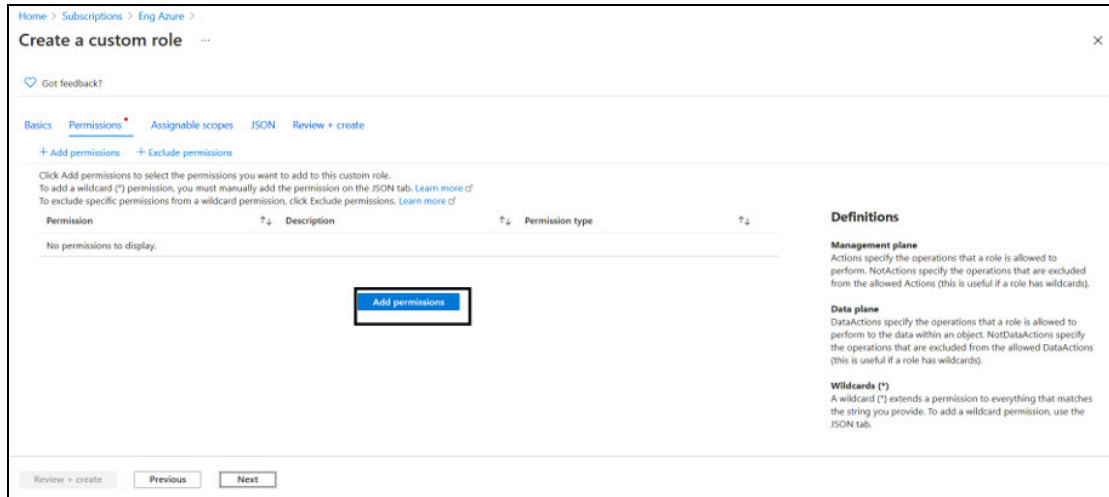 Home > Subscriptions > Eng Azure >
Create a custom role ...
Got feedback?
Basics Permissions Assignable scopes JSON Review + create
+ Add permissions + Exclude permissions
Click Add permissions to select the permissions you want to add to this custom role.
To add a wildcard (*) permission, you must manually add the permission on the JSON tab. Learn more
To exclude specific permissions from a wildcard permission, click Exclude permissions. Learn more
Permission Description Permission type
No permissions to display.
Add permissions
Definitions
Management plane
Actions specify the operations that a role is allowed to
perform. NotActions specify the operations that are excluded
from the allowed Actions (this is useful if a role has wildcards).
Data plane
DataActions specify the operations that a role is allowed to
perform to the data within an object. NotDataActions specify
the operations that are excluded from the allowed DataActions
(this is useful if a role has wildcards).
Wildcards (*)
A wildcard (*) extends a permission to everything that matches
the string you provide. To add a wildcard permission, use the
JSON tab.
Review + create Previous Next